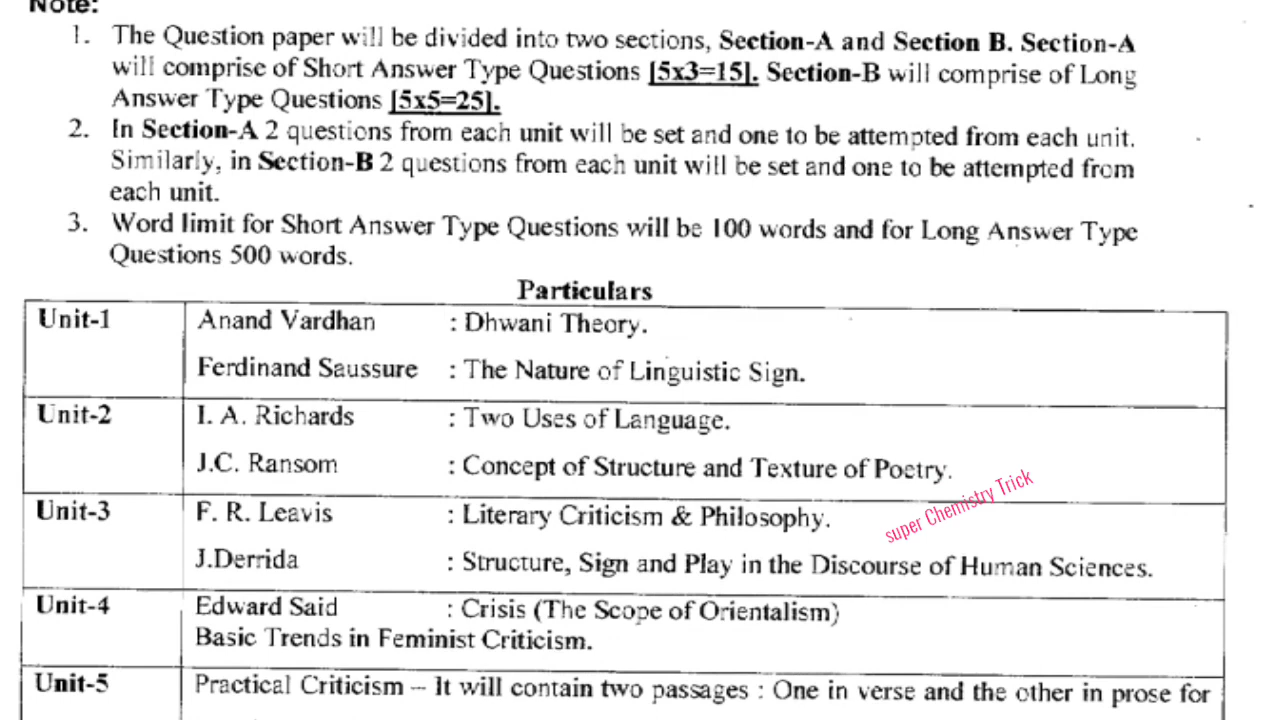 Note:
1. The Question paper will be divided into two sections, Section-A and Section B. Section-A
will comprise of Short Answer Type Questions [5x3=15]. Section-B will comprise of Long
Answer Type Questions [5x5=25].
2. In Section-A 2 questions from each unit will be set and one to be attempted from each unit.
Similarly, in Section-B 2 questions from each unit will be set and one to be attempted from
each unit.
3. Word limit for Short Answer Type Questions will be 100 words and for Long Answer Type
Questions 500 words.
Particulars
Unit-1 Anand Vardhan : Dhwani Theory.
Ferdinand Saussure : The Nature of Linguistic Sign.
Unit-2 I. A. Richards : Two Uses of Language.
J.C. Ransom : Concept of Structure and Texture of Poetry.
super Chemistry Trick
Unit-3 F. R. Leavis : Literary Criticism & Philosophy.
J.Derrida : Structure, Sign and Play in the Discourse of Human Sciences.
Unit-4 Edward Said : Crisis (The Scope of Orientalism)
Basic Trends in Feminist Criticism.
Unit-5 Practical Criticism – It will contain two passages : One in verse and the other in prose for